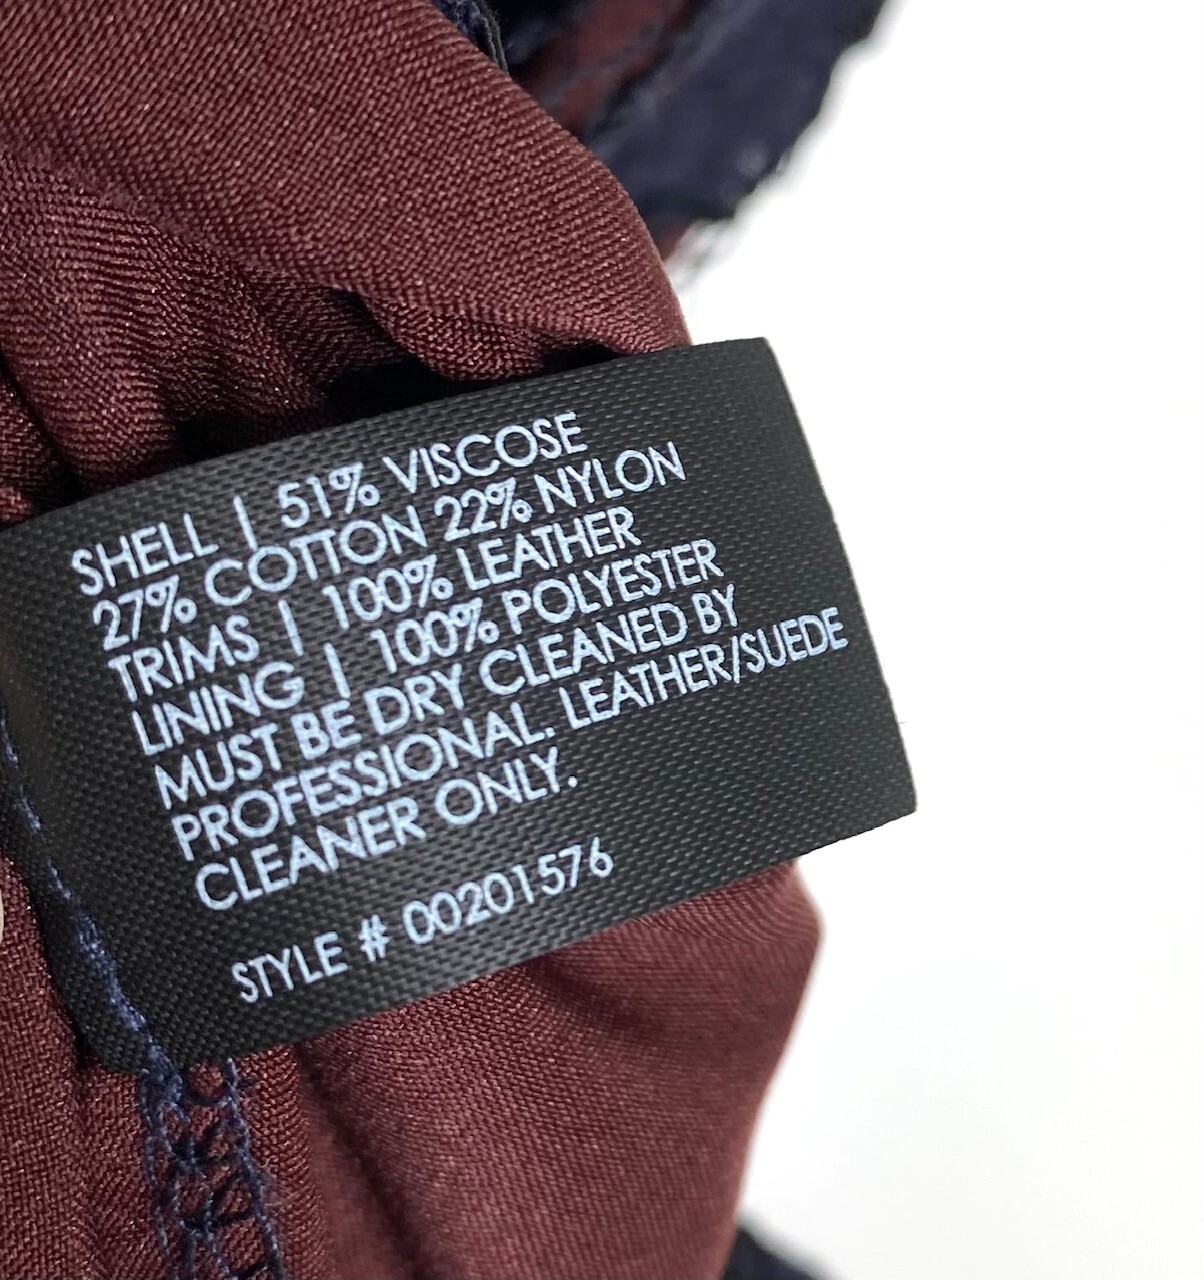 SHELL | 51% VISCOSE
27% COTTON 22% NYLON
TRIMS | 100% LEATHER
LINING | 100% POLYESTER
MUST BE DRY CLEANED BY
PROFESSIONAL. LEATHER/SUEDE
CLEANER ONLY.
STYLE # 00201576